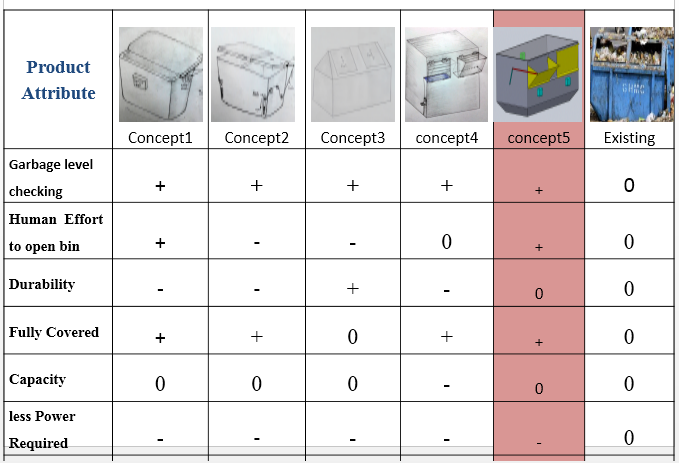 Product
Attribute
Concept1 Concept2 Concept3 concept4 concept5 Existing
Garbage level
checking + + + + + 0
Human Effort
to open bin + - - 0 + 0
Durability - - + - 0 0
Fully Covered + + 0 + + 0
Capacity 0 0 0 - 0 0
less Power
Required - - - - - 0